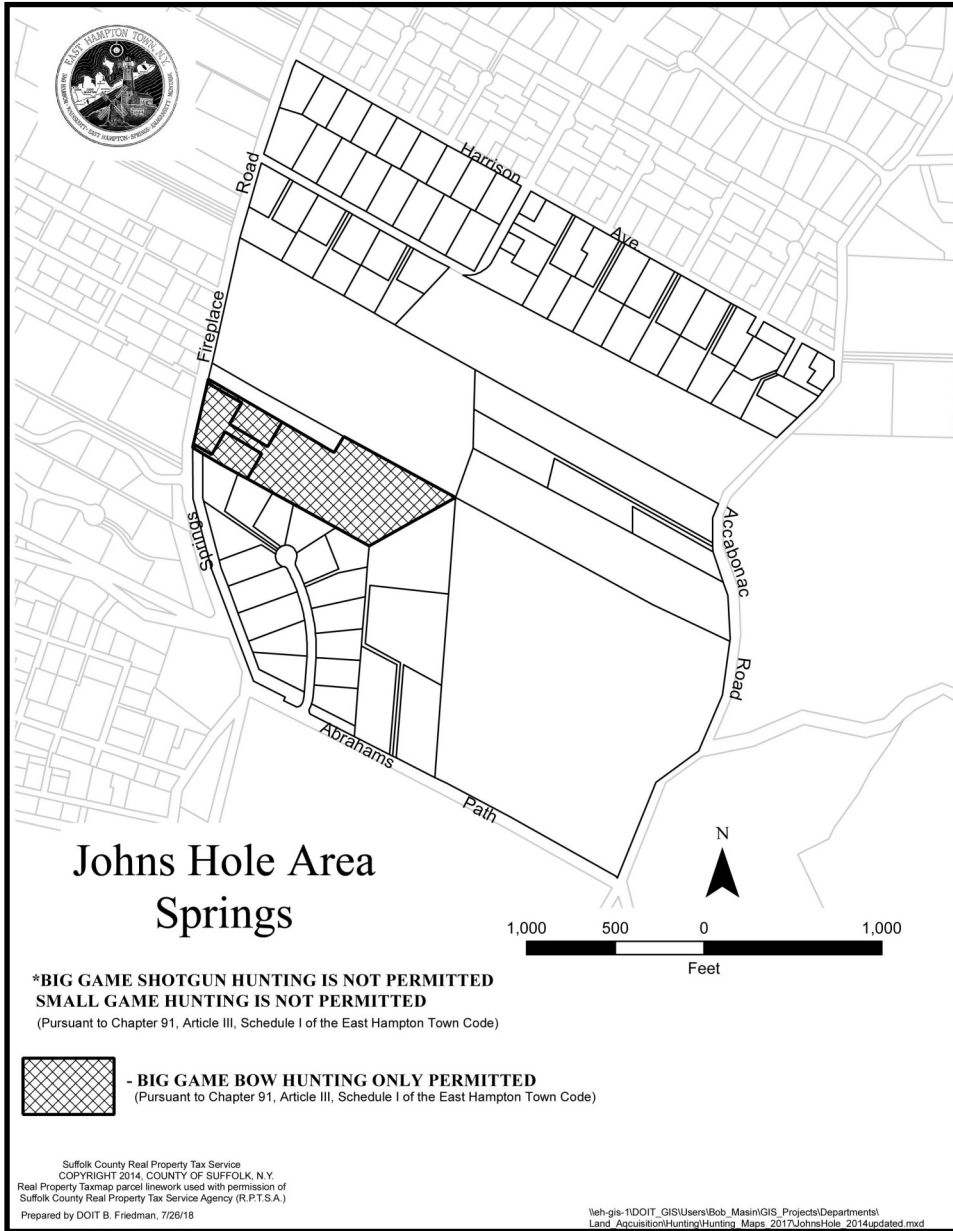 EAST HAMPTON TOWN, N.Y.
Harrison
Ave
Road
Fireplace
Springs
Accabonac
Road
Abrahams
Path
Johns Hole Area
Springs
N
1,000 500 0 1,000
Feet
*BIG GAME SHOTGUN HUNTING IS NOT PERMITTED
SMALL GAME HUNTING IS NOT PERMITTED
(Pursuant to Chapter 91, Article III, Schedule I of the East Hampton Town Code)
- BIG GAME BOW HUNTING ONLY PERMITTED
(Pursuant to Chapter 91, Article III, Schedule I of the East Hampton Town Code)
Suffolk County Real Property Tax Service
COPYRIGHT 2014, COUNTY OF SUFFOLK, N.Y.
Real Property Taxmap parcel linework used with permission of
Suffolk County Real Property Tax Service Agency (R.P.T.S.A.)
Prepared by DOIT B. Friedman, 7/26/18
\\eh-gis-1\DOIT_GIS\Users\Bob_Masin\GIS_Projects\Departments\
Land_Aqcuisition\Hunting\Hunting_Maps_2017\JohnsHole_2014updated.mxd